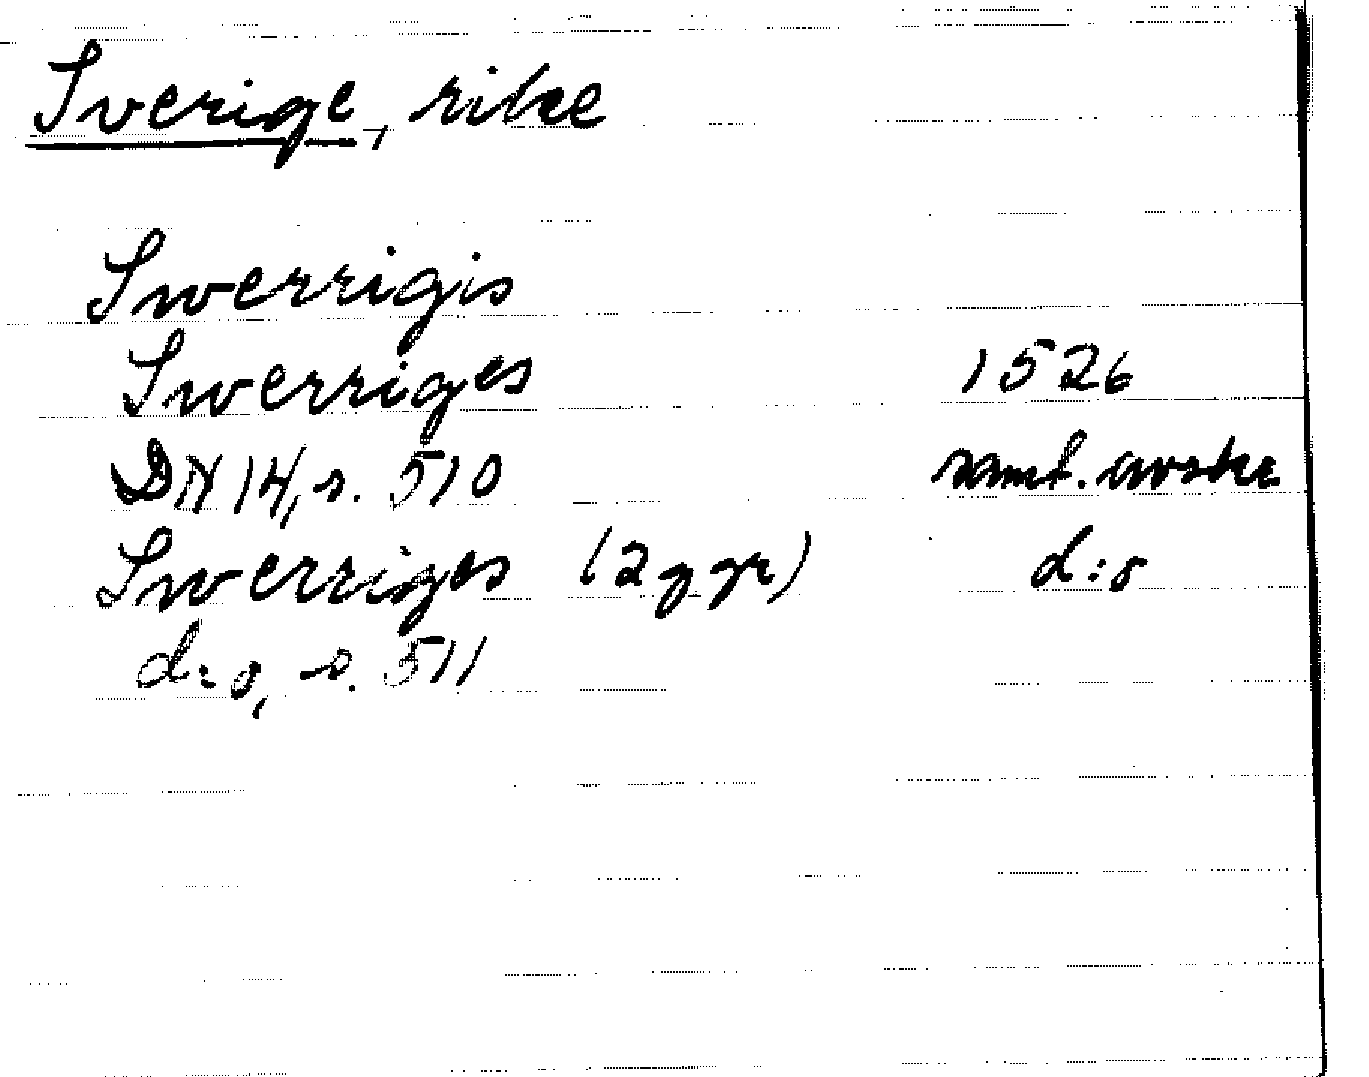 Sverige, rike
Swerrigis
Swerriges 1526
DN 14, s. 510 samt. avskr
Swerriges (2 ggr) d:o
d:o, s. 511